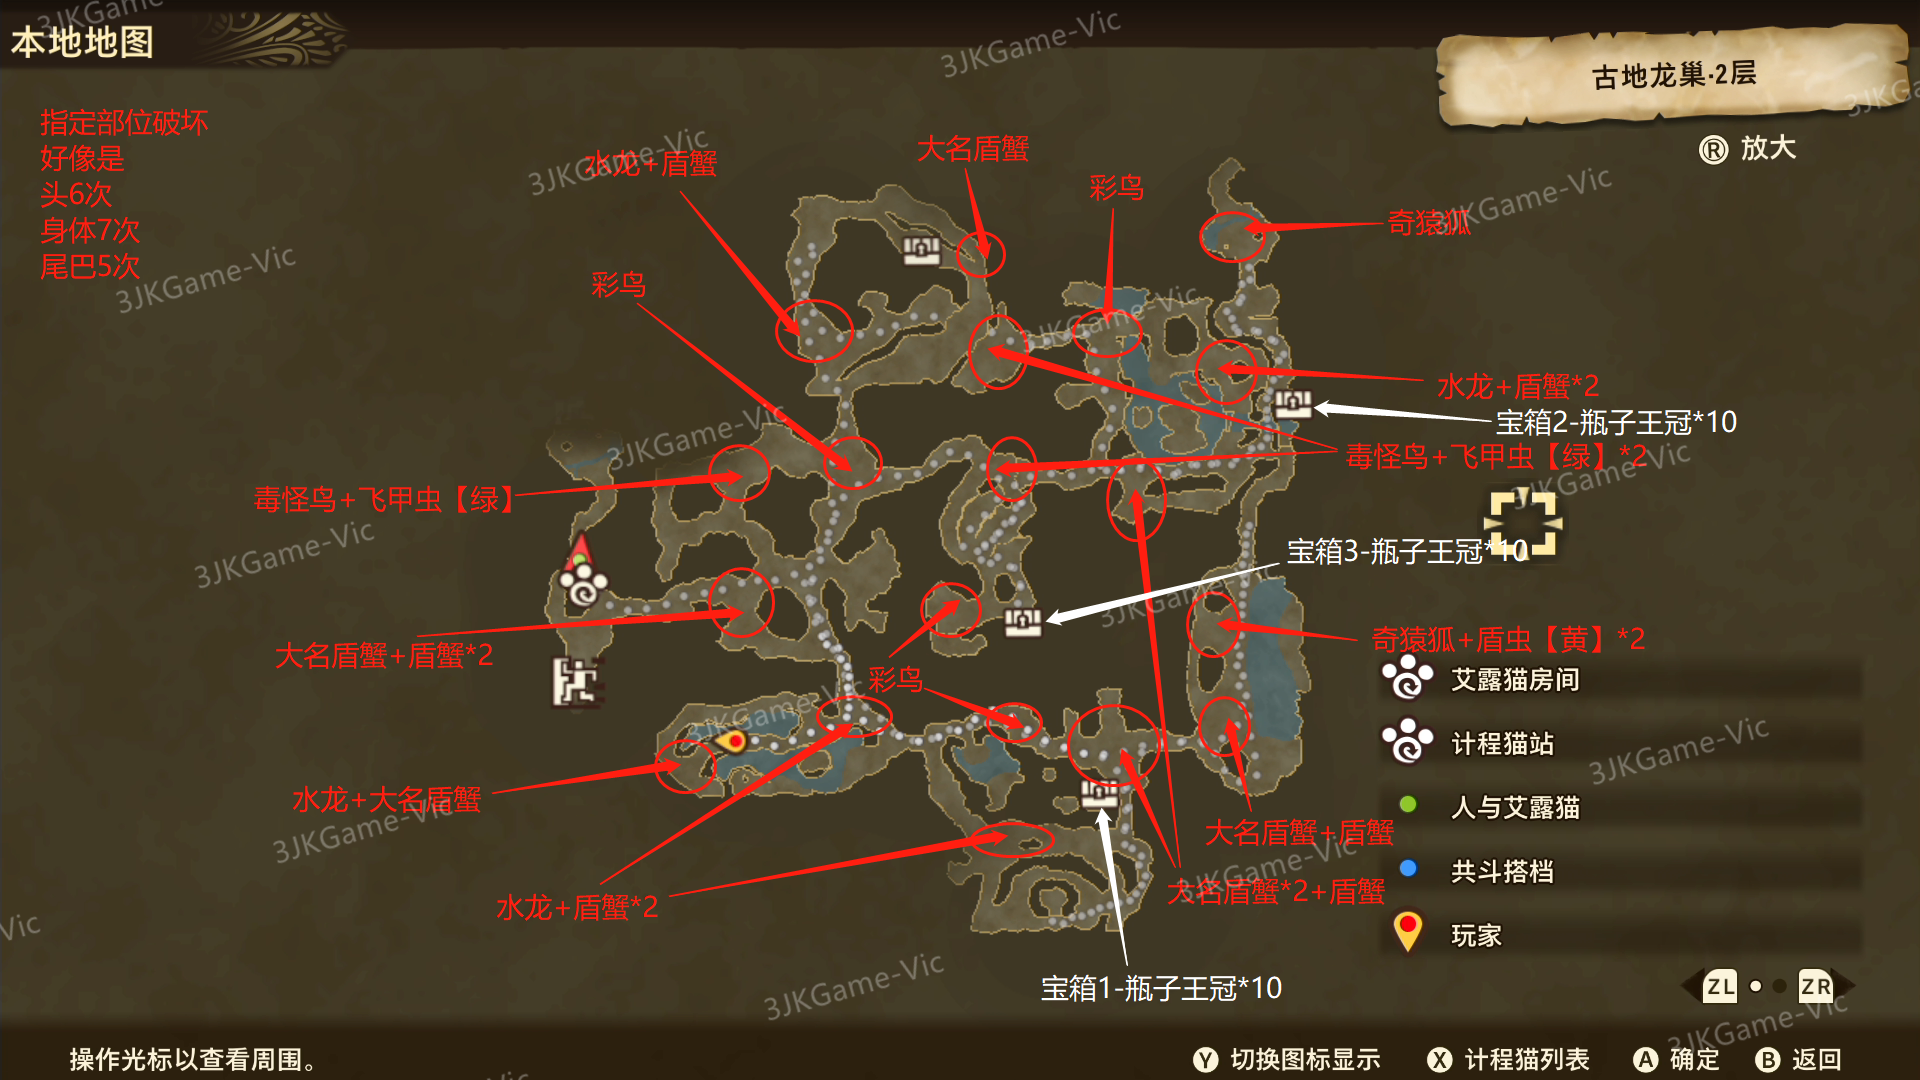 本地地图
3JKGame-Vic
古地龙巢·2层
R 放大
指定部位破坏
好像是
头6次
身体7次
尾巴5次
水龙+盾蟹
大名盾蟹
彩鸟
奇猿狐
彩鸟
水龙+盾蟹*2
宝箱2-瓶子王冠*10
毒怪鸟+飞甲虫【绿】*2
毒怪鸟+飞甲虫【绿】
宝箱3-瓶子王冠*10
奇猿狐+盾虫【黄】*2
大名盾蟹+盾蟹*2
彩鸟
艾露猫房间
计程猫站
水龙+大名盾蟹
人与艾露猫
大名盾蟹+盾蟹
共斗搭档
大名盾蟹*2+盾蟹
水龙+盾蟹*2
玩家
宝箱1-瓶子王冠*10
ZL ZR
操作光标以查看周围。
Y 切换图标显示 X 计程猫列表 A 确定 B 返回